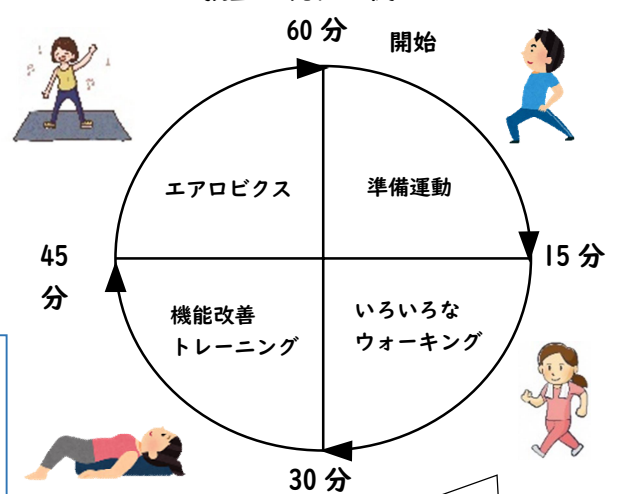 60 分
開始
エアロビクス
準備運動
45
分
15 分
機能改善
トレーニング
いろいろな
ウォーキング
30 分